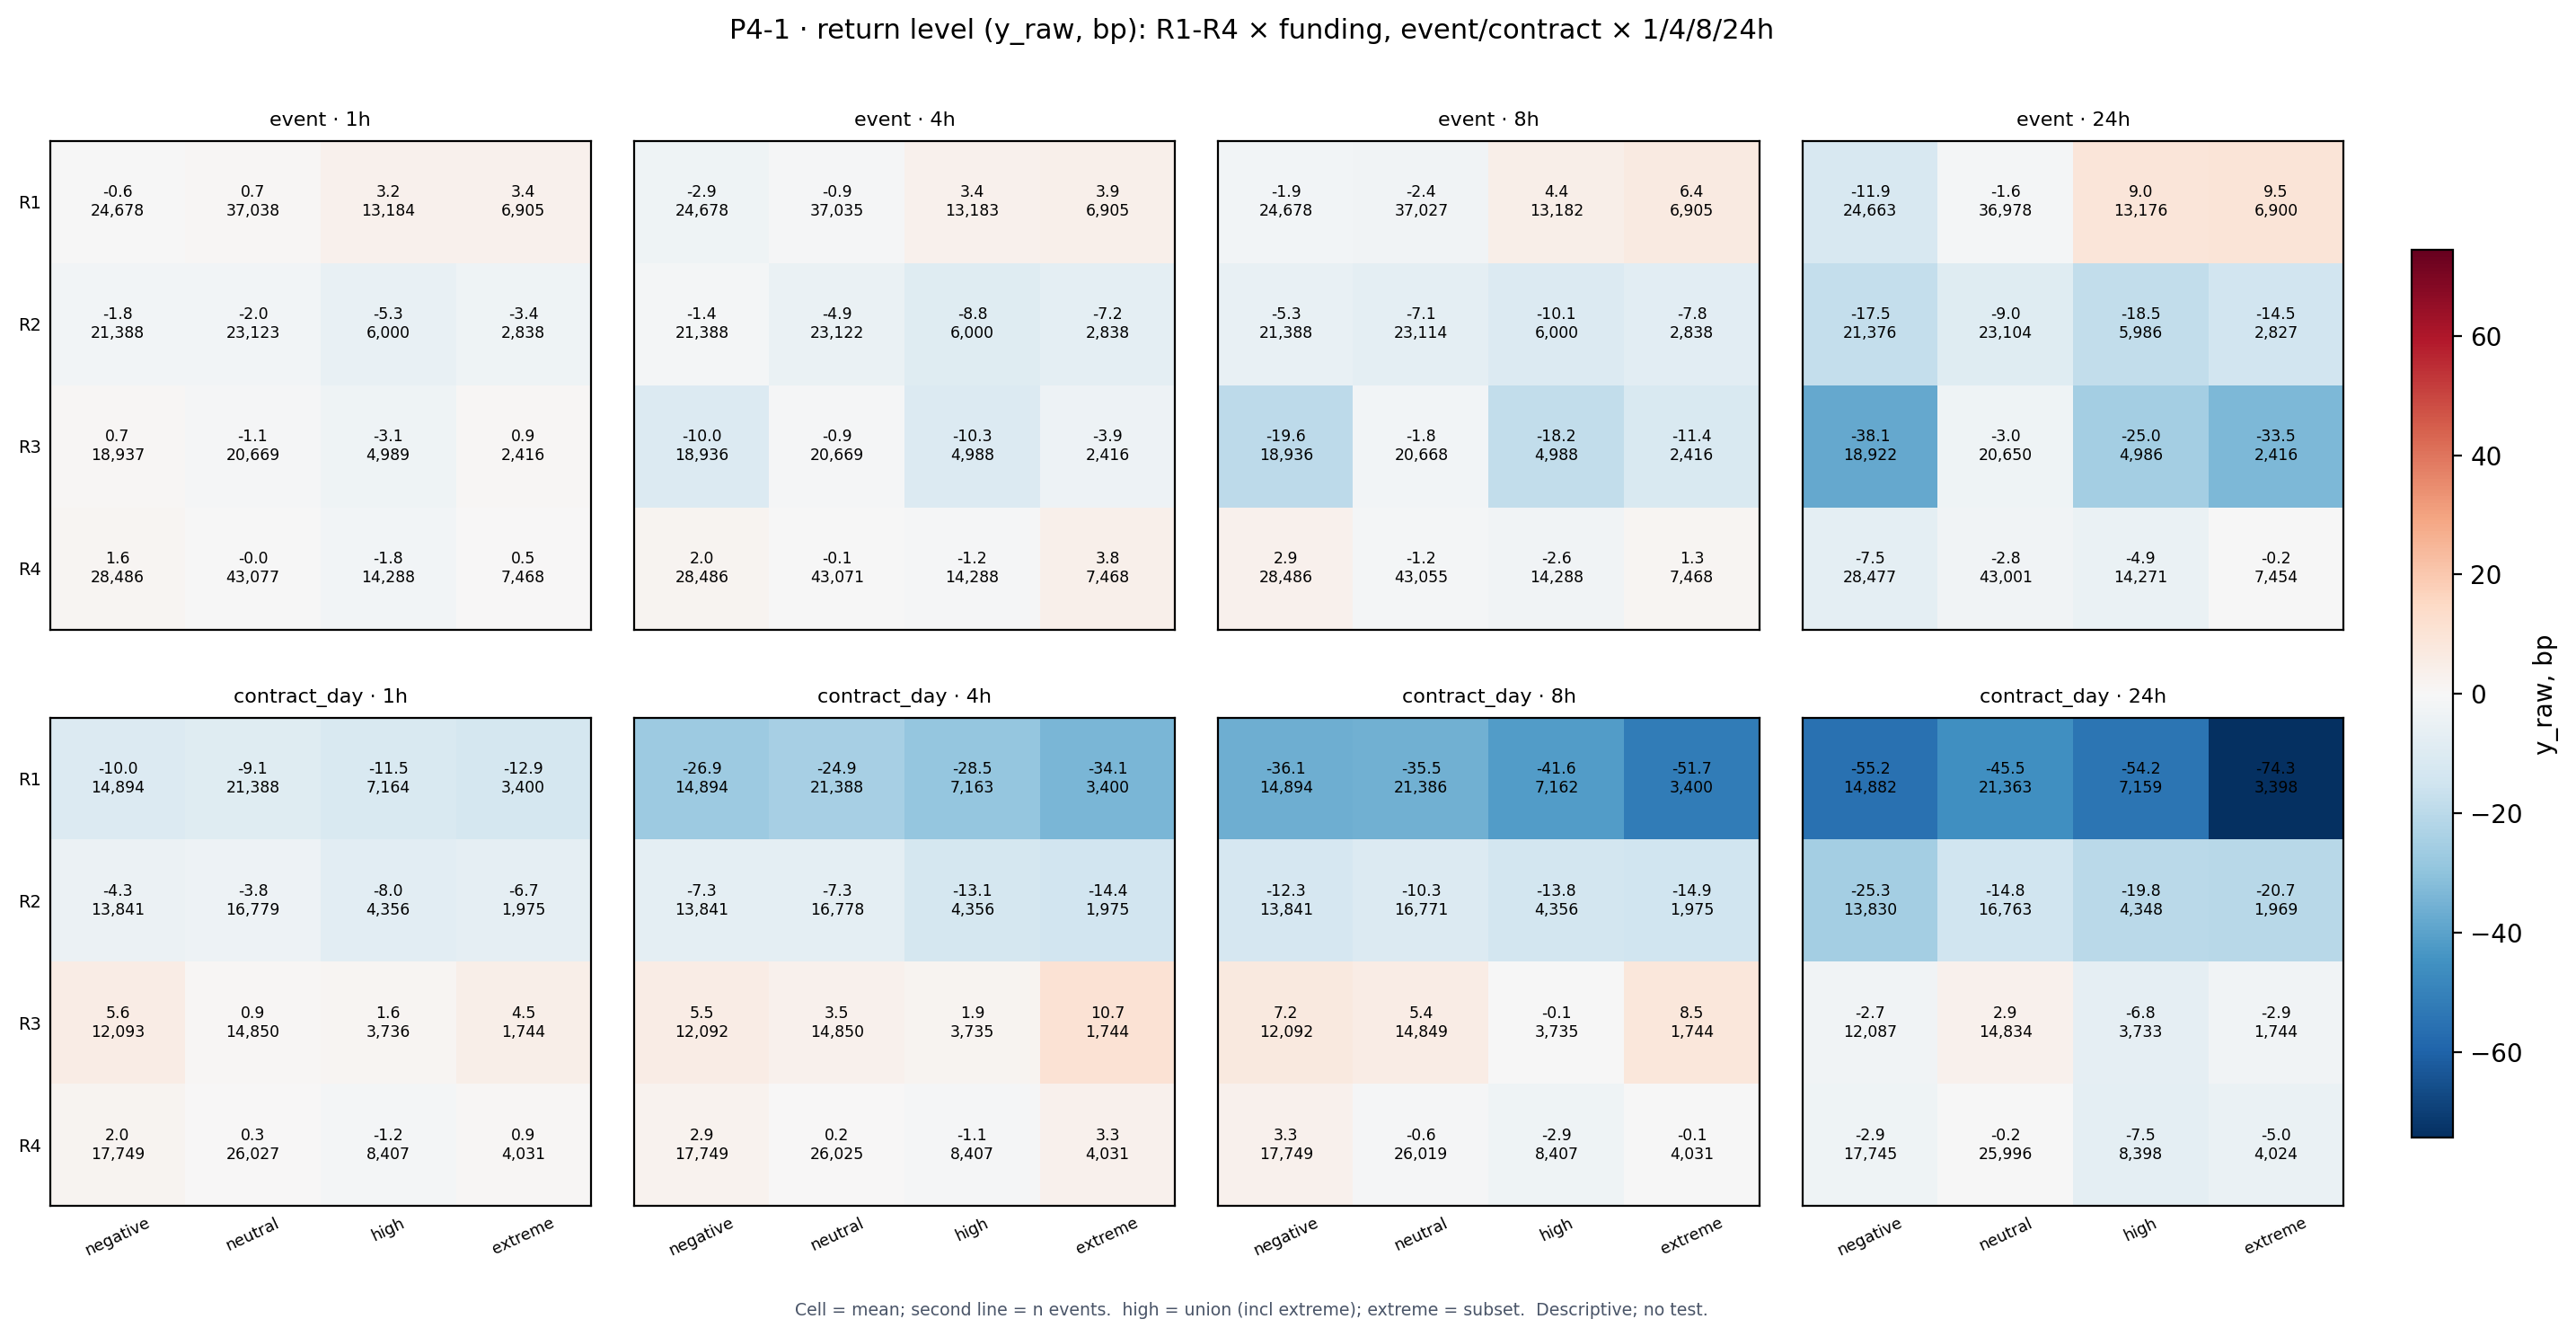 P4-1 · return level (y_raw, bp): R1-R4 × funding, event/contract × 1/4/8/24h
event · 1h
event · 4h
event · 8h
event · 24h
R1
-0.6 0.7 3.2 3.4
24,678 37,038 13,184 6,905
-2.9 -0.9 3.4 3.9
24,678 37,035 13,183 6,905
-1.9 -2.4 4.4 6.4
24,678 37,027 13,182 6,905
-11.9 -1.6 9.0 9.5
24,663 36,978 13,176 6,900
R2
-1.8 -2.0 -5.3 -3.4
21,388 23,123 6,000 2,838
-1.4 -4.9 -8.8 -7.2
21,388 23,122 6,000 2,838
-5.3 -7.1 -10.1 -7.8
21,388 23,114 6,000 2,838
-17.5 -9.0 -18.5 -14.5
21,376 23,104 5,986 2,827
R3
0.7 -1.1 -3.1 0.9
18,937 20,669 4,989 2,416
-10.0 -0.9 -10.3 -3.9
18,936 20,669 4,988 2,416
-19.6 -1.8 -18.2 -11.4
18,936 20,668 4,988 2,416
-38.1 -3.0 -25.0 -33.5
18,922 20,650 4,986 2,416
R4
1.6 -0.0 -1.8 0.5
28,486 43,077 14,288 7,468
2.0 -0.1 -1.2 3.8
28,486 43,071 14,288 7,468
2.9 -1.2 -2.6 1.3
28,486 43,055 14,288 7,468
-7.5 -2.8 -4.9 -0.2
28,477 43,001 14,271 7,454
contract_day · 1h
contract_day · 4h
contract_day · 8h
contract_day · 24h
R1
-10.0 -9.1 -11.5 -12.9
14,894 21,388 7,164 3,400
-26.9 -24.9 -28.5 -34.1
14,894 21,388 7,163 3,400
-36.1 -35.5 -41.6 -51.7
14,894 21,386 7,162 3,400
-55.2 -45.5 -54.2 -74.3
14,882 21,363 7,159 3,398
R2
-4.3 -3.8 -8.0 -6.7
13,841 16,779 4,356 1,975
-7.3 -7.3 -13.1 -14.4
13,841 16,778 4,356 1,975
-12.3 -10.3 -13.8 -14.9
13,841 16,771 4,356 1,975
-25.3 -14.8 -19.8 -20.7
13,830 16,763 4,348 1,969
R3
5.6 0.9 1.6 4.5
12,093 14,850 3,736 1,744
5.5 3.5 1.9 10.7
12,092 14,850 3,735 1,744
7.2 5.4 -0.1 8.5
12,092 14,849 3,735 1,744
-2.7 2.9 -6.8 -2.9
12,087 14,834 3,733 1,744
R4
2.0 0.3 -1.2 0.9
17,749 26,027 8,407 4,031
2.9 0.2 -1.1 3.3
17,749 26,025 8,407 4,031
3.3 -0.6 -2.9 -0.1
17,749 26,019 8,407 4,031
-2.9 -0.2 -7.5 -5.0
17,745 25,996 8,398 4,024
negative neutral high extreme
negative neutral high extreme
negative neutral high extreme
negative neutral high extreme
60
40
20
0
−20
−40
−60
y_raw, bp
Cell = mean; second line = n events. high = union (incl extreme); extreme = subset. Descriptive; no test.